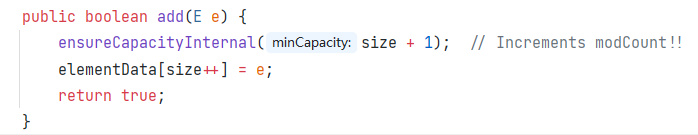 public boolean add(E e) {
    ensureCapacityInternal( minCapacity: size + 1);  // Increments modCount!!
    elementData[size++] = e;
    return true;
}